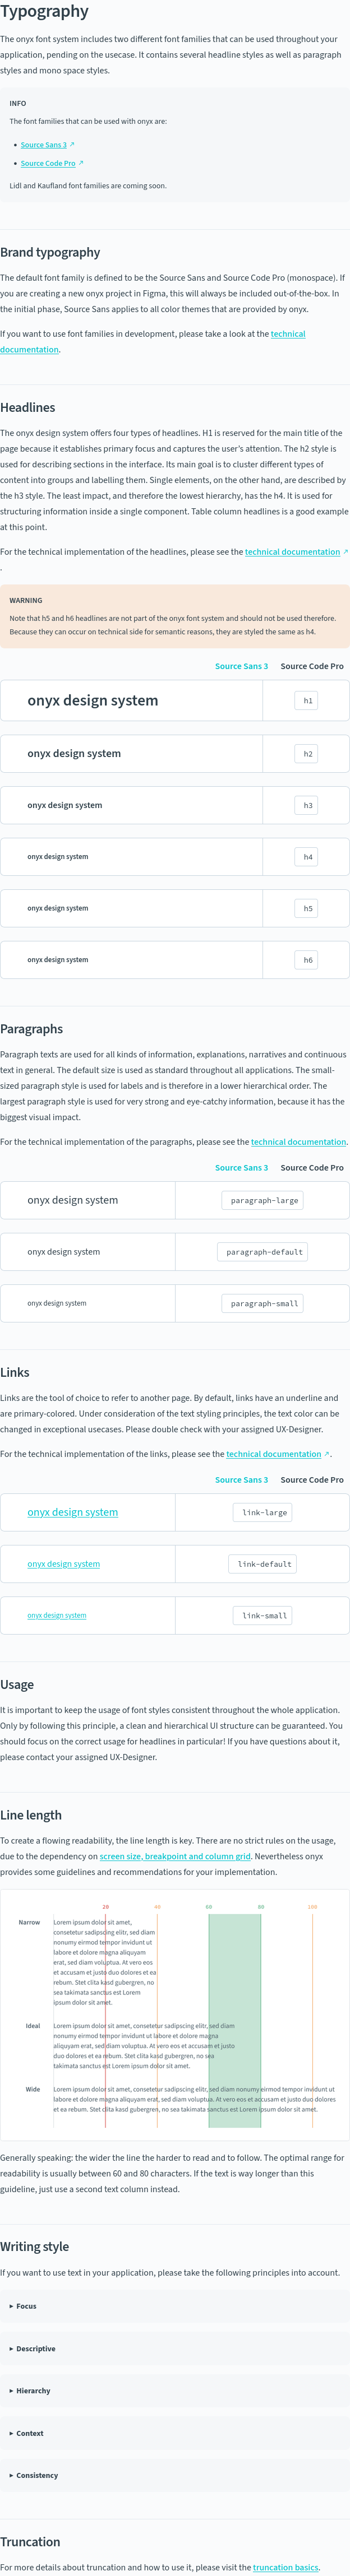 Typography
The onyx font system includes two different font families that can be used throughout your
application, pending on the usecase. It contains several headline styles as well as paragraph
styles and mono space styles.
INFO
The font families that can be used with onyx are:
• Source Sans 3 ↗
• Source Code Pro ↗
Lidl and Kaufland font families are coming soon.
Brand typography
The default font family is defined to be the Source Sans and Source Code Pro (monospace). If
you are creating a new onyx project in Figma, this will always be included out-of-the-box. In
the initial phase, Source Sans applies to all color themes that are provided by onyx.
If you want to use font families in development, please take a look at the technical
documentation.
Headlines
The onyx design system offers four types of headlines. H1 is reserved for the main title of the
page because it establishes primary focus and captures the user's attention. The h2 style is
used for describing sections in the interface. Its main goal is to cluster different types of
content into groups and labelling them. Single elements, on the other hand, are described by
the h3 style. The least impact, and therefore the lowest hierarchy, has the h4. It is used for
structuring information inside a single component. Table column headlines is a good example
at this point.
For the technical implementation of the headlines, please see the technical documentation ↗
.
WARNING
Note that h5 and h6 headlines are not part of the onyx font system and should not be used therefore.
Because they can occur on technical side for semantic reasons, they are styled the same as h4.
Source Sans 3 Source Code Pro
onyx design system h1
onyx design system h2
onyx design system h3
onyx design system h4
onyx design system h5
onyx design system h6
Paragraphs
Paragraph texts are used for all kinds of information, explanations, narratives and continuous
text in general. The default size is used as standard throughout all applications. The small-
sized paragraph style is used for labels and is therefore in a lower hierarchical order. The
largest paragraph style is used for very strong and eye-catchy information, because it has the
biggest visual impact.
For the technical implementation of the paragraphs, please see the technical documentation.
Source Sans 3 Source Code Pro
onyx design system paragraph-large
onyx design system paragraph-default
onyx design system paragraph-small
Links
Links are the tool of choice to refer to another page. By default, links have an underline and
are primary-colored. Under consideration of the text styling principles, the text color can be
changed in exceptional usecases. Please double check with your assigned UX-Designer.
For the technical implementation of the links, please see the technical documentation ↗.
Source Sans 3 Source Code Pro
onyx design system link-large
onyx design system link-default
onyx design system link-small
Usage
It is important to keep the usage of font styles consistent throughout the whole application.
Only by following this principle, a clean and hierarchical UI structure can be guaranteed. You
should focus on the correct usage for headlines in particular! If you have questions about it,
please contact your assigned UX-Designer.
Line length
To create a flowing readability, the line length is key. There are no strict rules on the usage,
due to the dependency on screen size, breakpoint and column grid. Nevertheless onyx
provides some guidelines and recommendations for your implementation.
20 40 60 80 100
Narrow Lorem ipsum dolor sit amet,
consetetur sadipscing elitr, sed diam
nonumy eirmod tempor invidunt ut
labore et dolore magna aliquyam
erat, sed diam voluptua. At vero eos
et accusam et justo duo dolores et ea
rebum. Stet clita kasd gubergren, no
sea takimata sanctus est Lorem
ipsum dolor sit amet.
Ideal Lorem ipsum dolor sit amet, consetetur sadipscing elitr, sed diam
nonumy eirmod tempor invidunt ut labore et dolore magna
aliquyam erat, sed diam voluptua. At vero eos et accusam et justo
duo dolores et ea rebum. Stet clita kasd gubergren, no sea
takimata sanctus est Lorem ipsum dolor sit amet.
Wide Lorem ipsum dolor sit amet, consetetur sadipscing elitr, sed diam nonumy eirmod tempor invidunt ut
labore et dolore magna aliquyam erat, sed diam voluptua. At vero eos et accusam et justo duo dolores
et ea rebum. Stet clita kasd gubergren, no sea takimata sanctus est Lorem ipsum dolor sit amet.
Generally speaking: the wider the line the harder to read and to follow. The optimal range for
readability is usually between 60 and 80 characters. If the text is way longer than this
guideline, just use a second text column instead.
Writing style
If you want to use text in your application, please take the following principles into account.
▸ Focus
▸ Descriptive
▸ Hierarchy
▸ Context
▸ Consistency
Truncation
For more details about truncation and how to use it, please visit the truncation basics.